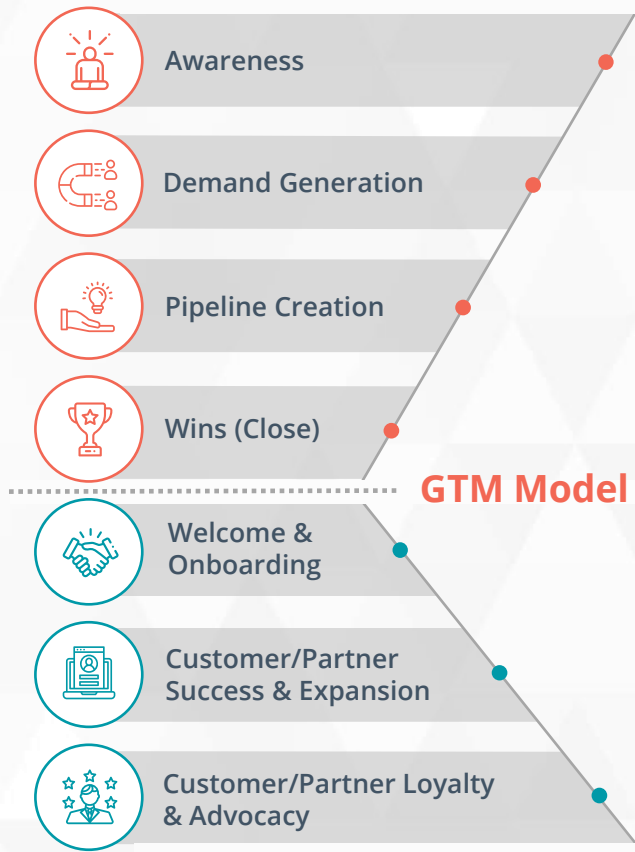 Awareness
Demand Generation
Pipeline Creation
Wins (Close)
GTM Model
Welcome &
Onboarding
Customer/Partner
Success & Expansion
Customer/Partner Loyalty
& Advocacy